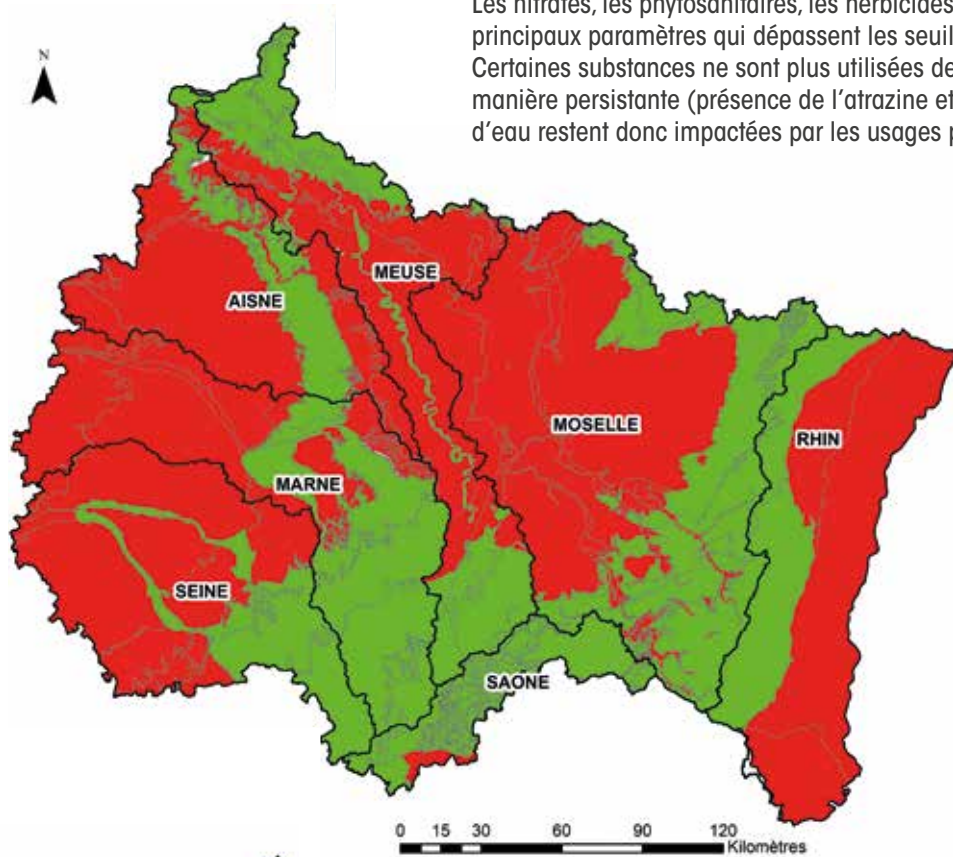 Les nitrates, les phytosanitaires, les herbicides
principaux paramètres qui dépassent les seuil
Certaines substances ne sont plus utilisées de
manière persistante (présence de l'atrazine et
d'eau restent donc impactées par les usages p
N
MEUSE
AISNE
MOSELLE
RHIN
MARNE
SEINE
SAÔNE
0 15 30 60 90 120
Kilomètres